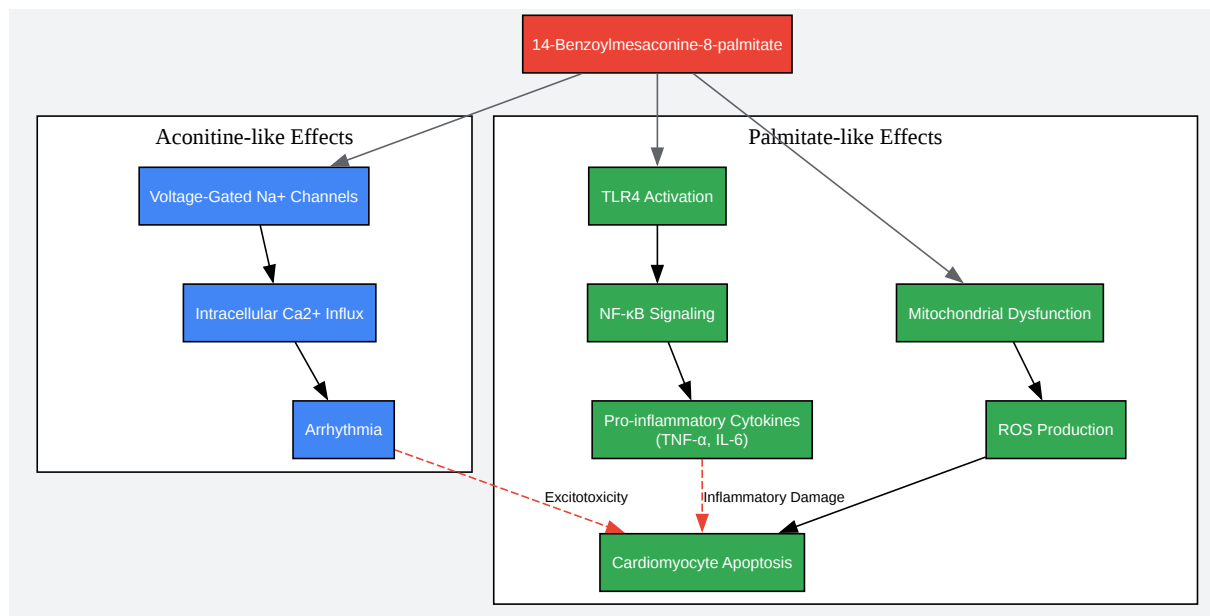 14-Benzoylmesaconine-8-palmitate
Aconitine-like Effects
Voltage-Gated Na+ Channels
Intracellular Ca2+ Influx
Arrhythmia
Palmitate-like Effects
TLR4 Activation
NF-κB Signaling
Mitochondrial Dysfunction
Pro-inflammatory Cytokines
(TNF-α, IL-6)
ROS Production
Excitotoxicity
Inflammatory Damage
Cardiomyocyte Apoptosis